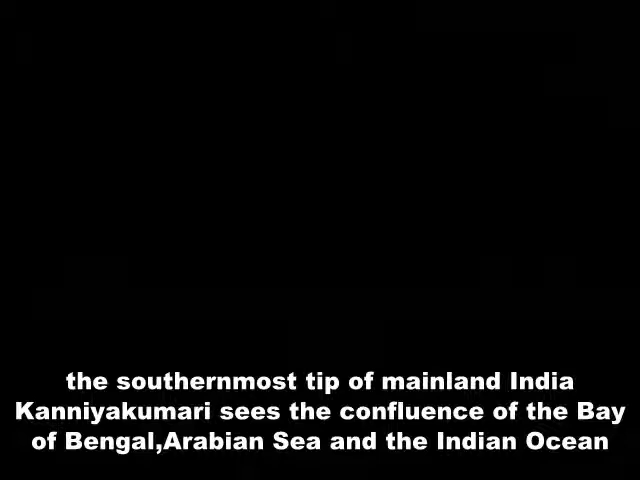 the southernmost tip of mainland India
Kanniyakumari sees the confluence of the Bay
of Bengal,Arabian Sea and the Indian Ocean